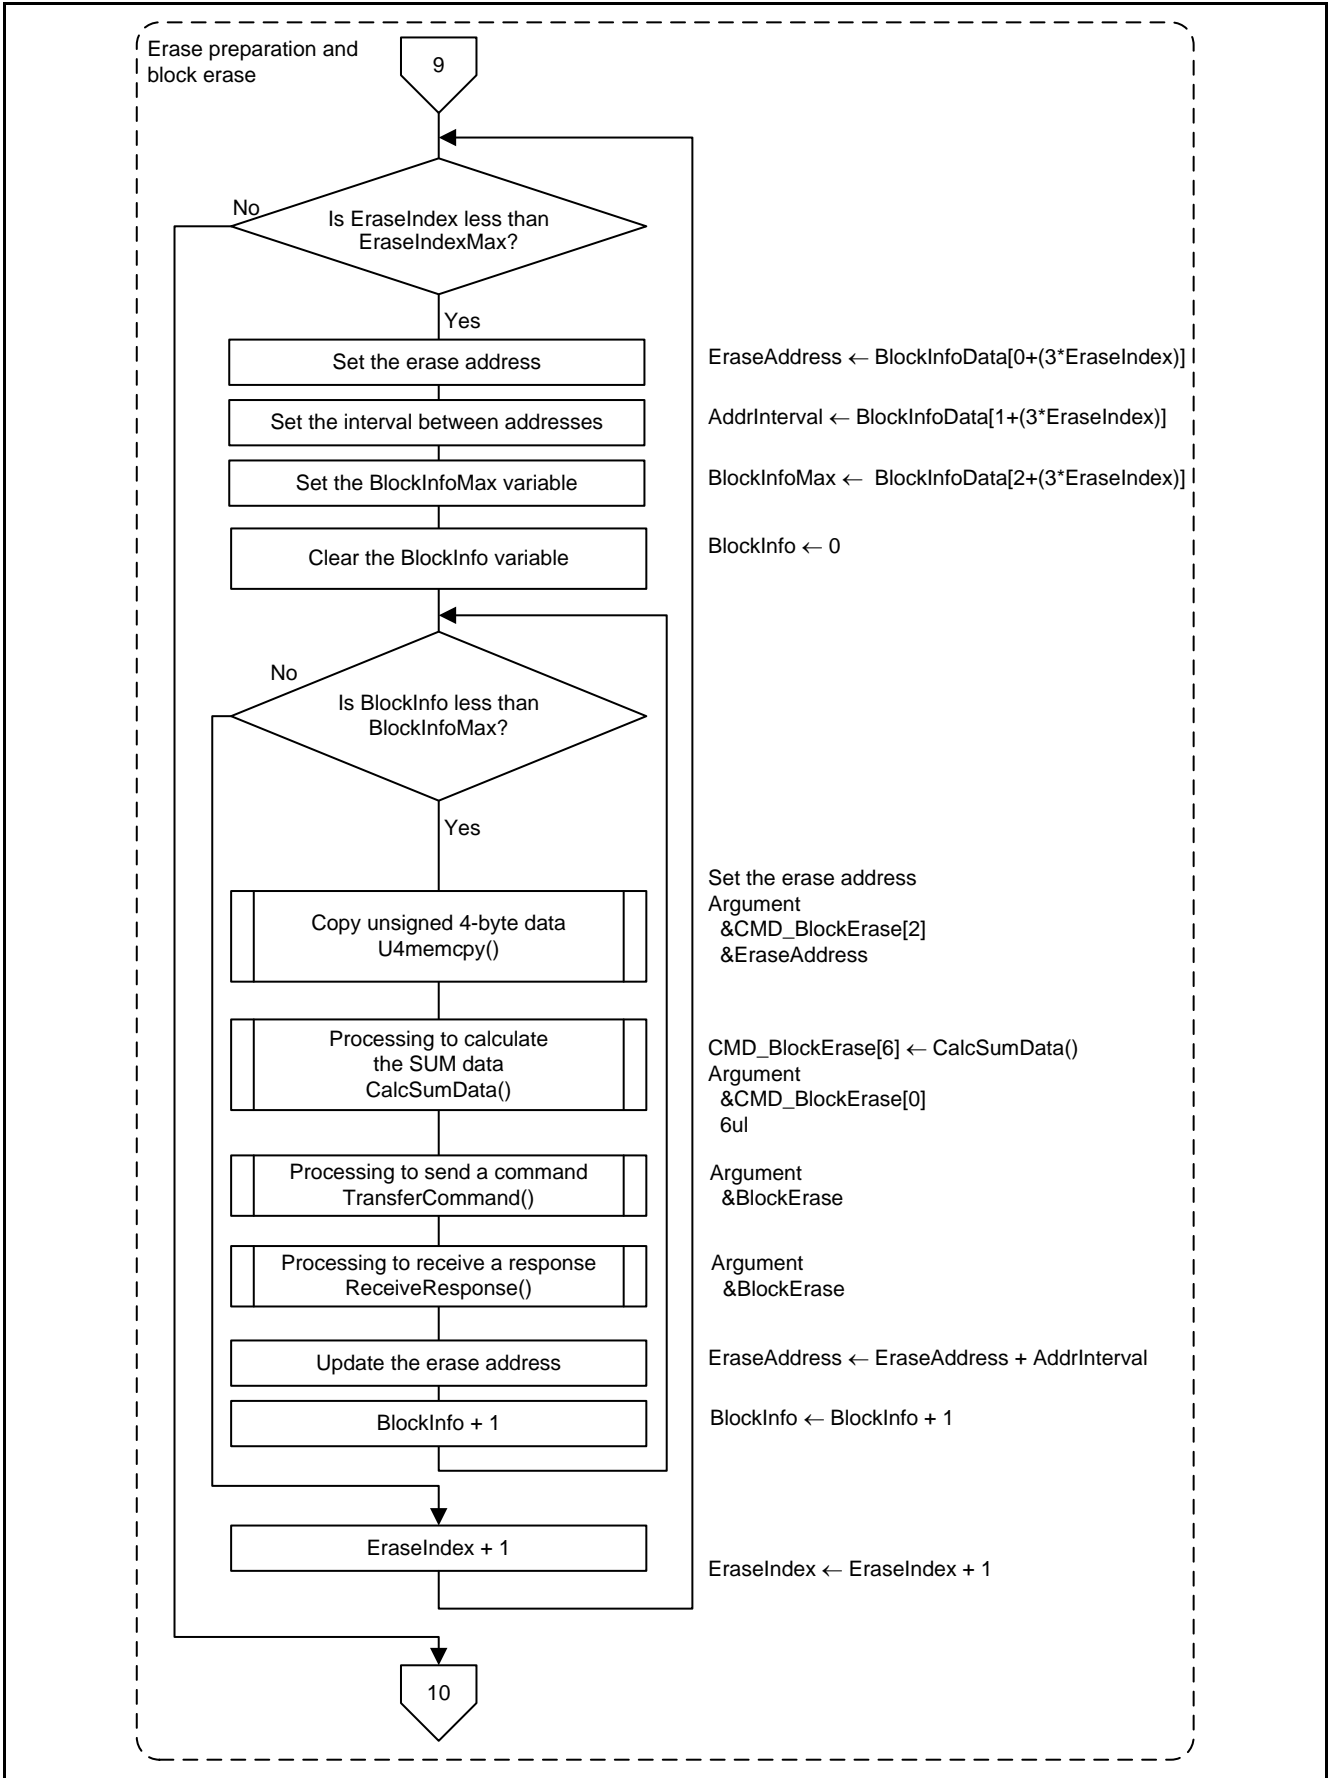 Erase preparation and
block erase
9
No
Is EraseIndex less than
EraseIndexMax?
Yes
Set the erase address
EraseAddress ← BlockInfoData[0+(3*EraseIndex)]
Set the interval between addresses
AddrInterval ← BlockInfoData[1+(3*EraseIndex)]
Set the BlockInfoMax variable
BlockInfoMax ← BlockInfoData[2+(3*EraseIndex)]
Clear the BlockInfo variable
BlockInfo ← 0
No
Is BlockInfo less than
BlockInfoMax?
Yes
Copy unsigned 4-byte data
U4memcpy()
Set the erase address
Argument
&CMD_BlockErase[2]
&EraseAddress
Processing to calculate
the SUM data
CalcSumData()
CMD_BlockErase[6] ← CalcSumData()
Argument
&CMD_BlockErase[0]
6ul
Processing to send a command
TransferCommand()
Argument
&BlockErase
Processing to receive a response
ReceiveResponse()
Argument
&BlockErase
Update the erase address
EraseAddress ← EraseAddress + AddrInterval
BlockInfo + 1
BlockInfo ← BlockInfo + 1
EraseIndex + 1
EraseIndex ← EraseIndex + 1
10